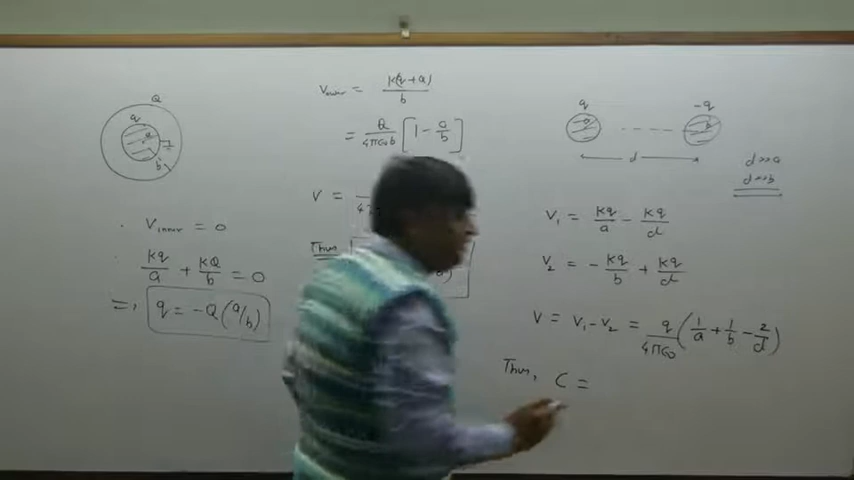 Q
q
a
b
V_inner = 0
Kq/a + KQ/b = 0
=> q = -Q(a/b)
V_outer = K(q+Q)/b
= Q/4πε₀b [1 - a/b]
V =
Thus
q -q
a b
d
d>>a
d>>b
V₁ = Kq/a - Kq/d
V₂ = -Kq/b + Kq/d
V = V₁-V₂ = q/4πε₀ (1/a + 1/b - 2/d)
Thus, C =